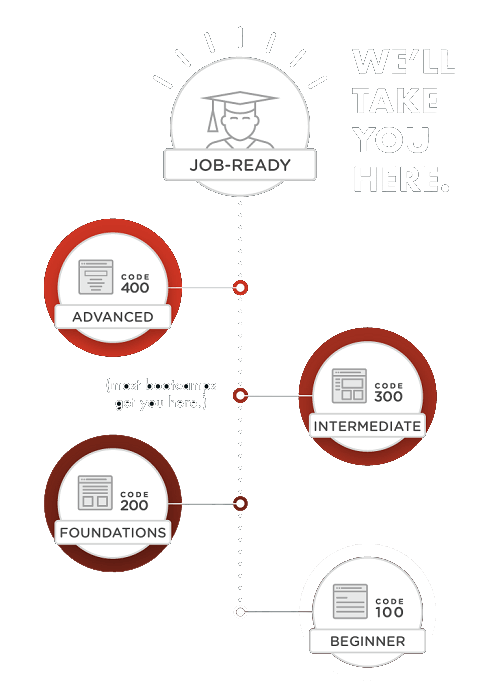 WE'LL
TAKE
YOU
HERE.
JOB-READY
CODE
400
ADVANCED
CODE
300
INTERMEDIATE
{most bootcamps
get you here.}
CODE
200
FOUNDATIONS
CODE
100
BEGINNER